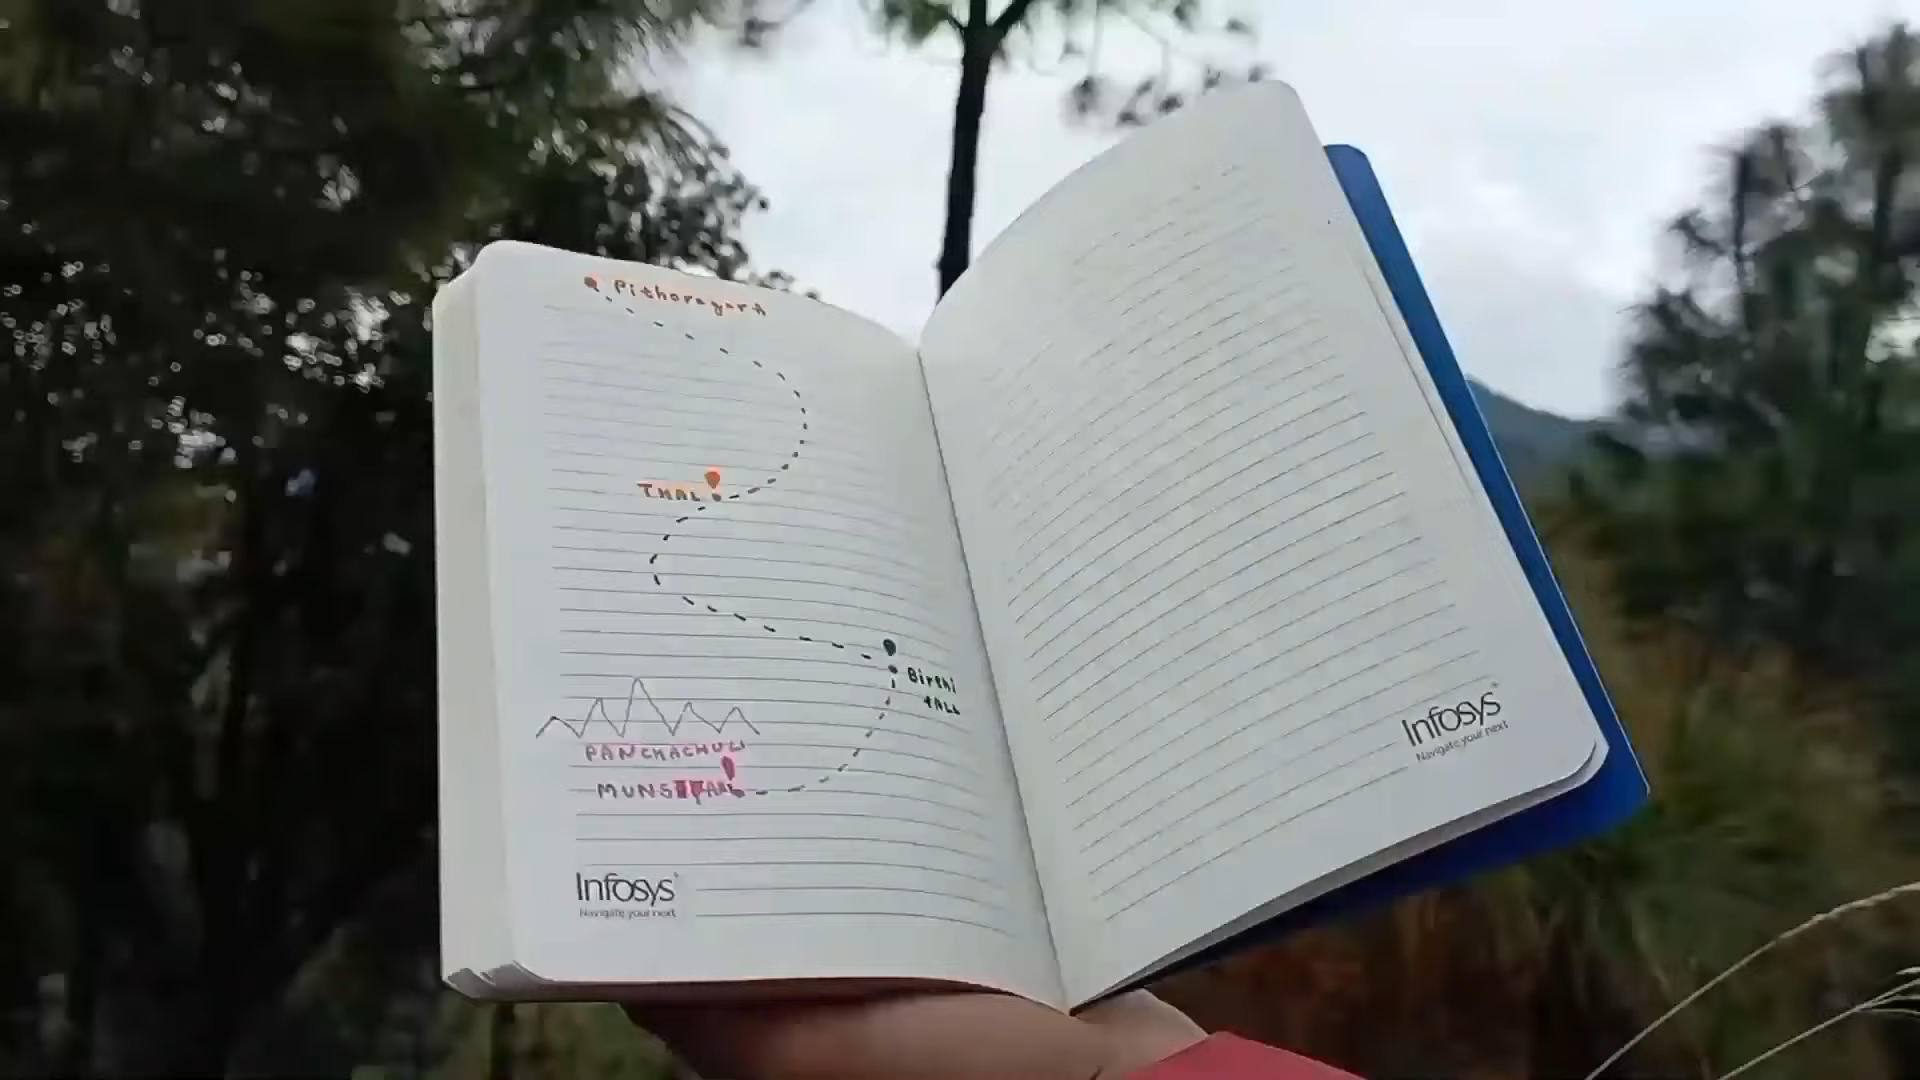 Pithoragarh
THAL
Birthi
fALL
PANCHACHULI
Infosys
Navigate your next
Infosys
Navigate your next